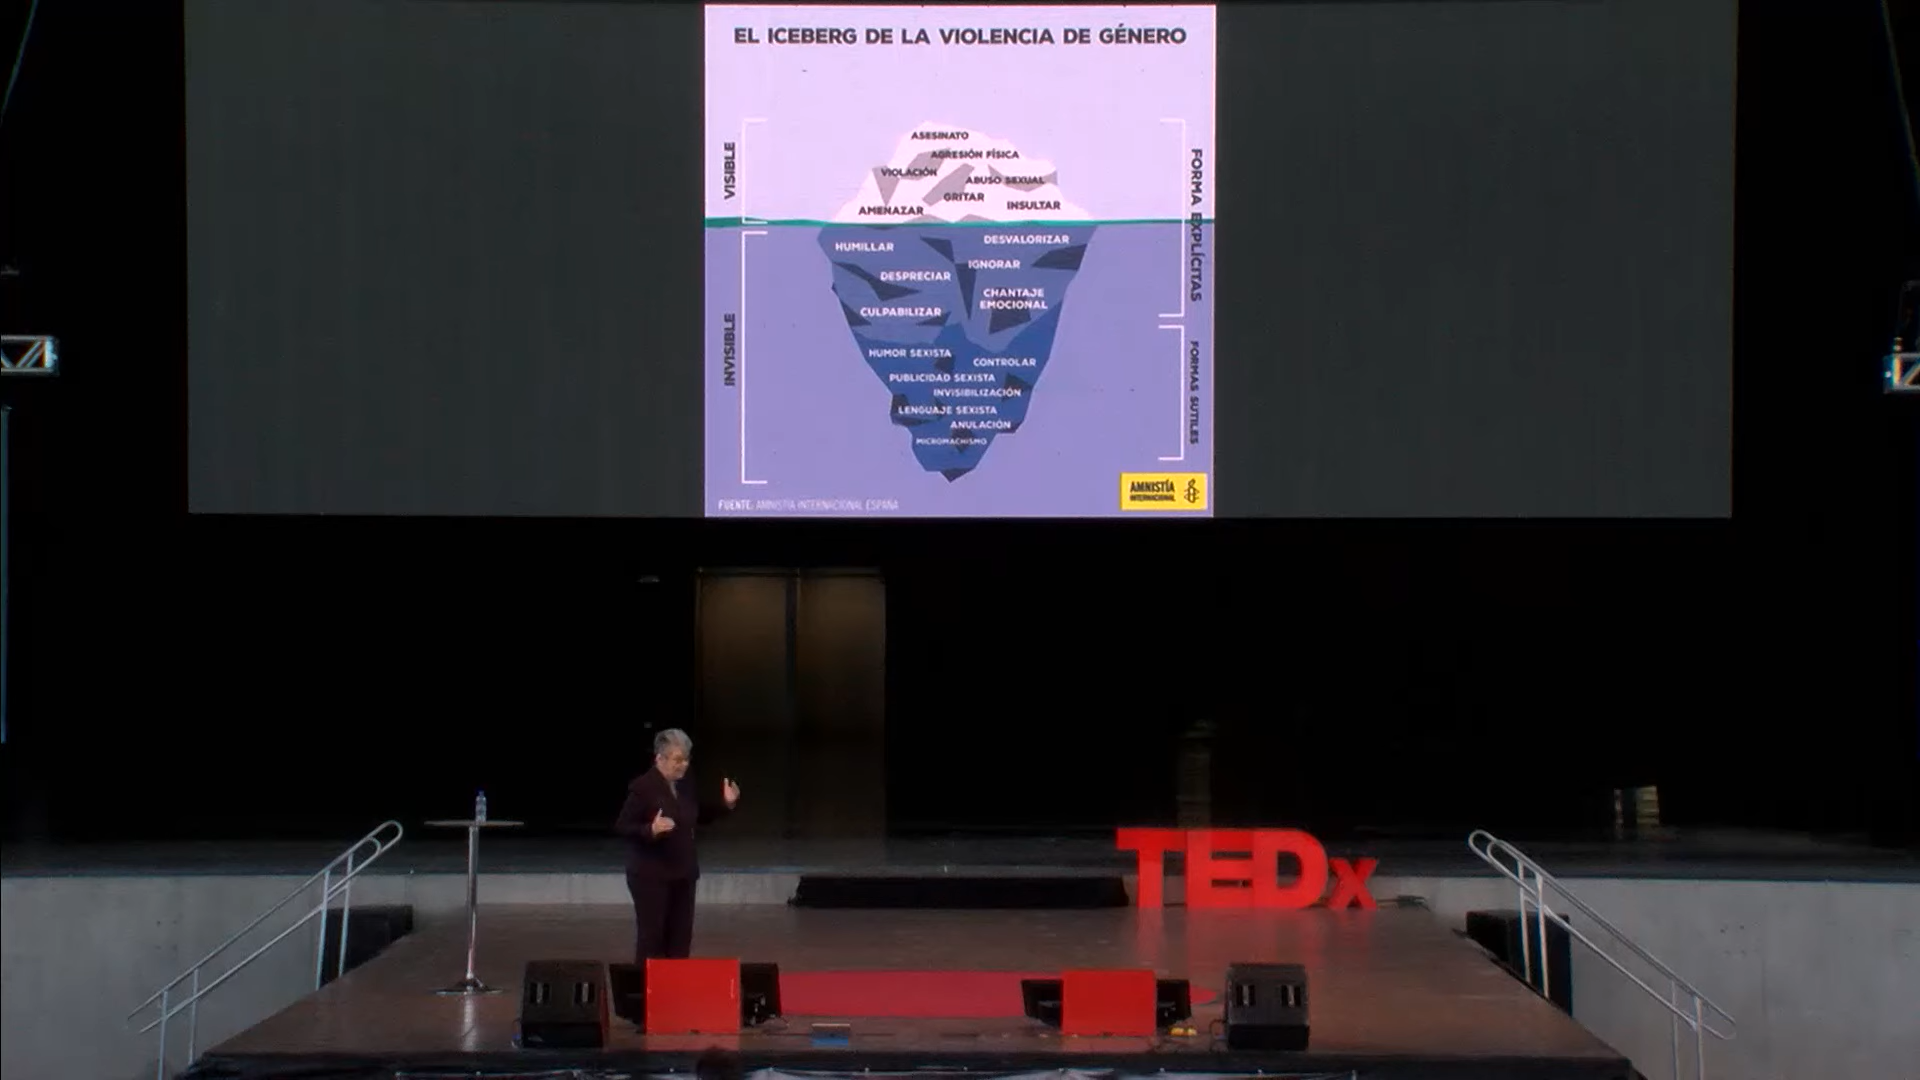 EL ICEBERG DE LA VIOLENCIA DE GÉNERO
VISIBLE
ASESINATO
AGRESIÓN FÍSICA
VIOLACIÓN
ABUSO SEXUAL
GRITAR
INSULTAR
AMENAZAR
FORMA EXPLÍCITAS
INVISIBLE
HUMILLAR
DESVALORIZAR
IGNORAR
DESPRECIAR
CHANTAJE
EMOCIONAL
CULPABILIZAR
HUMOR SEXISTA
CONTROLAR
PUBLICIDAD SEXISTA
INVISIBILIZACIÓN
LENGUAJE SEXISTA
ANULACIÓN
MICROMACHISMO
FORMAS SUTILES
AMNISTÍA
INTERNACIONAL
FUENTE: AMNISTÍA INTERNACIONAL ESPAÑA
TEDx